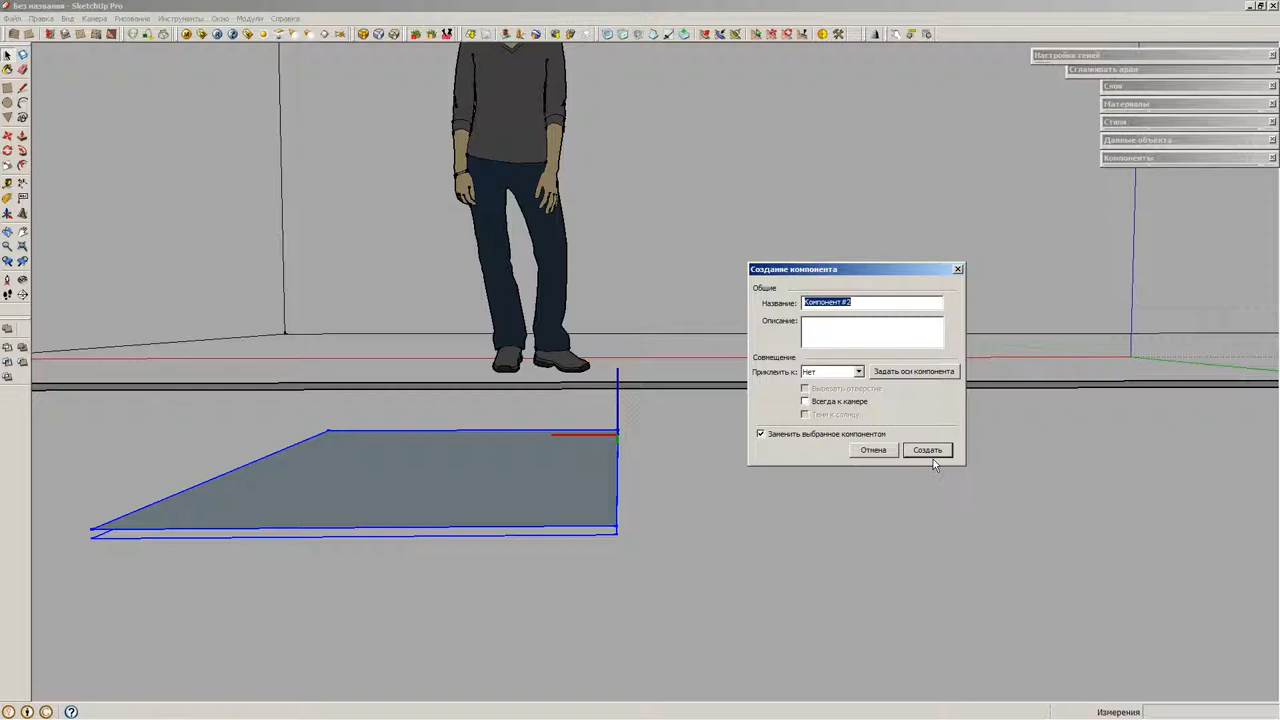 Без названия - SketchUp Pro
Файл Правка Вид Камера Рисование Инструменты Окно Модули Справка
Настройка теней
Сглаживать края
Слои
Материалы
Стили
Данные объекта
Компоненты
Создание компонента
Общие
Название: Компонент#2
Описание:
Совмещение
Приклеить к: Нет Задать оси компонента
Вырезать отверстие
Всегда к камере
Тени к солнцу
Заменить выбранное компонентом
Отмена Создать
Измерения